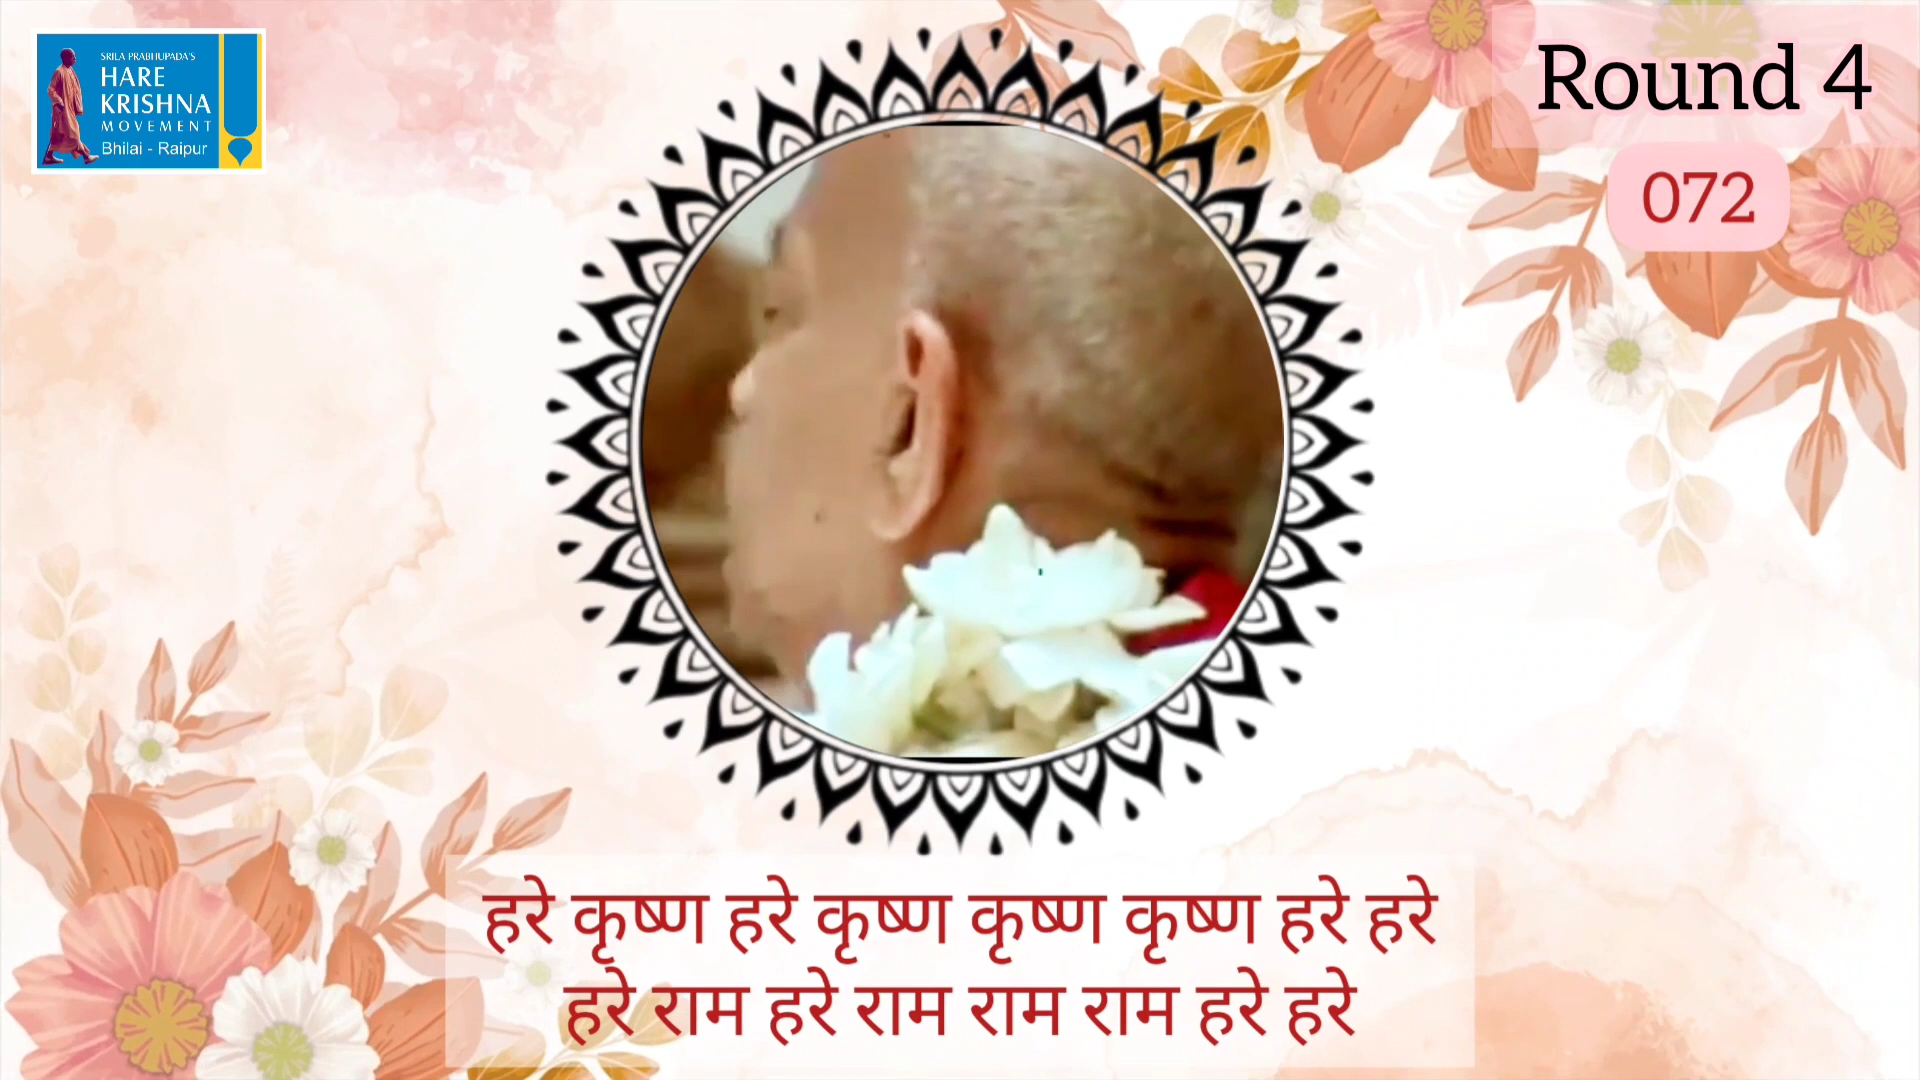 SRILA PRABHUPADA'S
HARE
KRISHNA
MOVEMENT
Bhilai - Raipur
Round 4
072
हरे कृष्ण हरे कृष्ण कृष्ण कृष्ण हरे हरे
हरे राम हरे राम राम राम हरे हरे